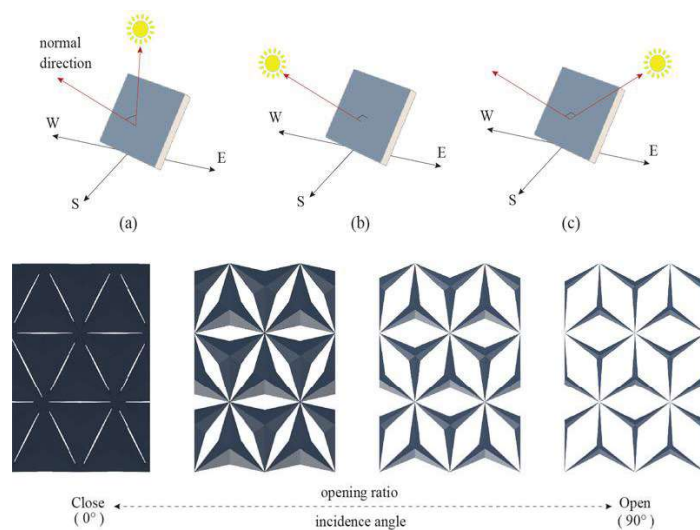 normal
direction
W
E
S
(a)
W
E
S
(b)
W
E
S
(c)
Close
( 0° )
opening ratio
incidence angle
Open
( 90° )